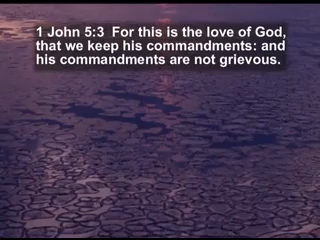 1 John 5:3  For this is the love of God,
that we keep his commandments: and
his commandments are not grievous.